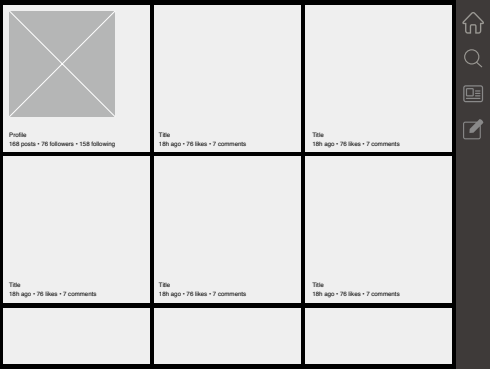 Profile
168 posts • 76 followers • 158 following
Title
18h ago • 76 likes • 7 comments
Title
18h ago • 76 likes • 7 comments
Title
18h ago • 76 likes • 7 comments
Title
18h ago • 76 likes • 7 comments
Title
18h ago • 76 likes • 7 comments